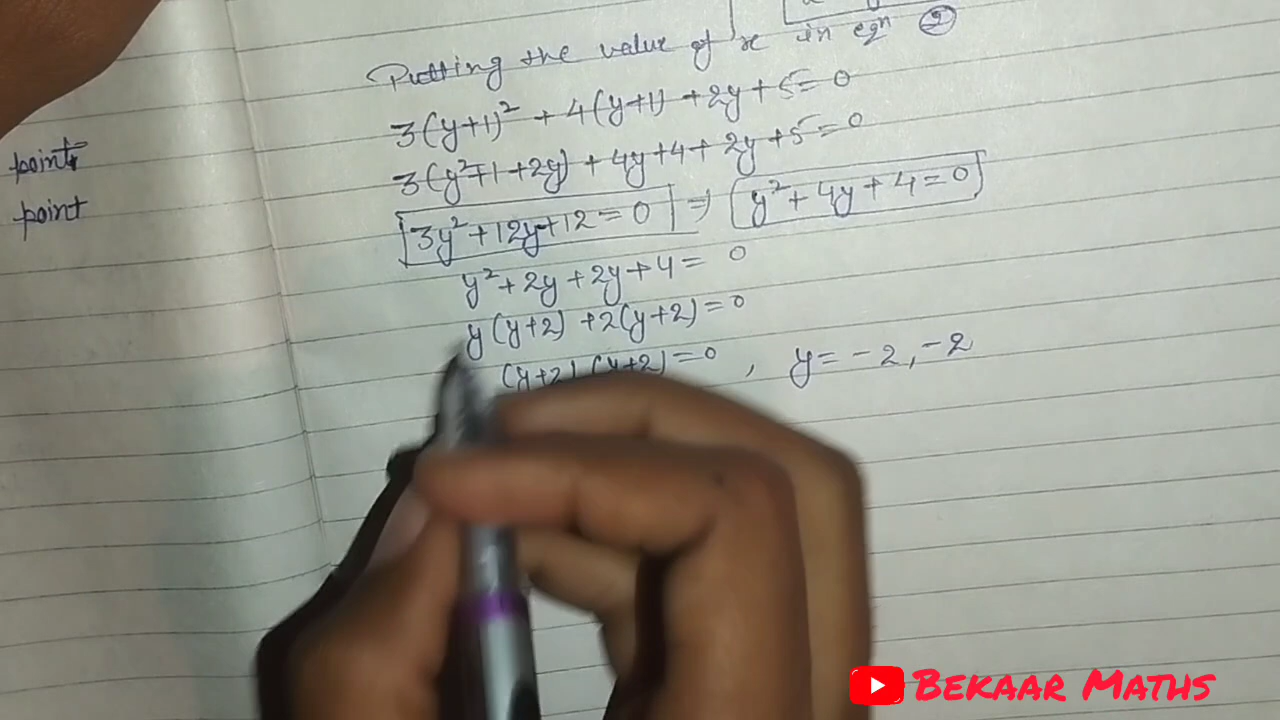 Putting the value of x in eqn ②
3(y+1)² + 4(y+1) + 2y + 5 = 0
3(y²+1+2y) + 4y+4+ 2y+5 = 0
3y²+12y+12 = 0 ⇒ y²+4y+4=0
y²+2y+2y+4 = 0
y(y+2) +2(y+2) = 0
(y+2) (y+2) = 0 , y = -2, -2
point
point
BEKAAR MATHS